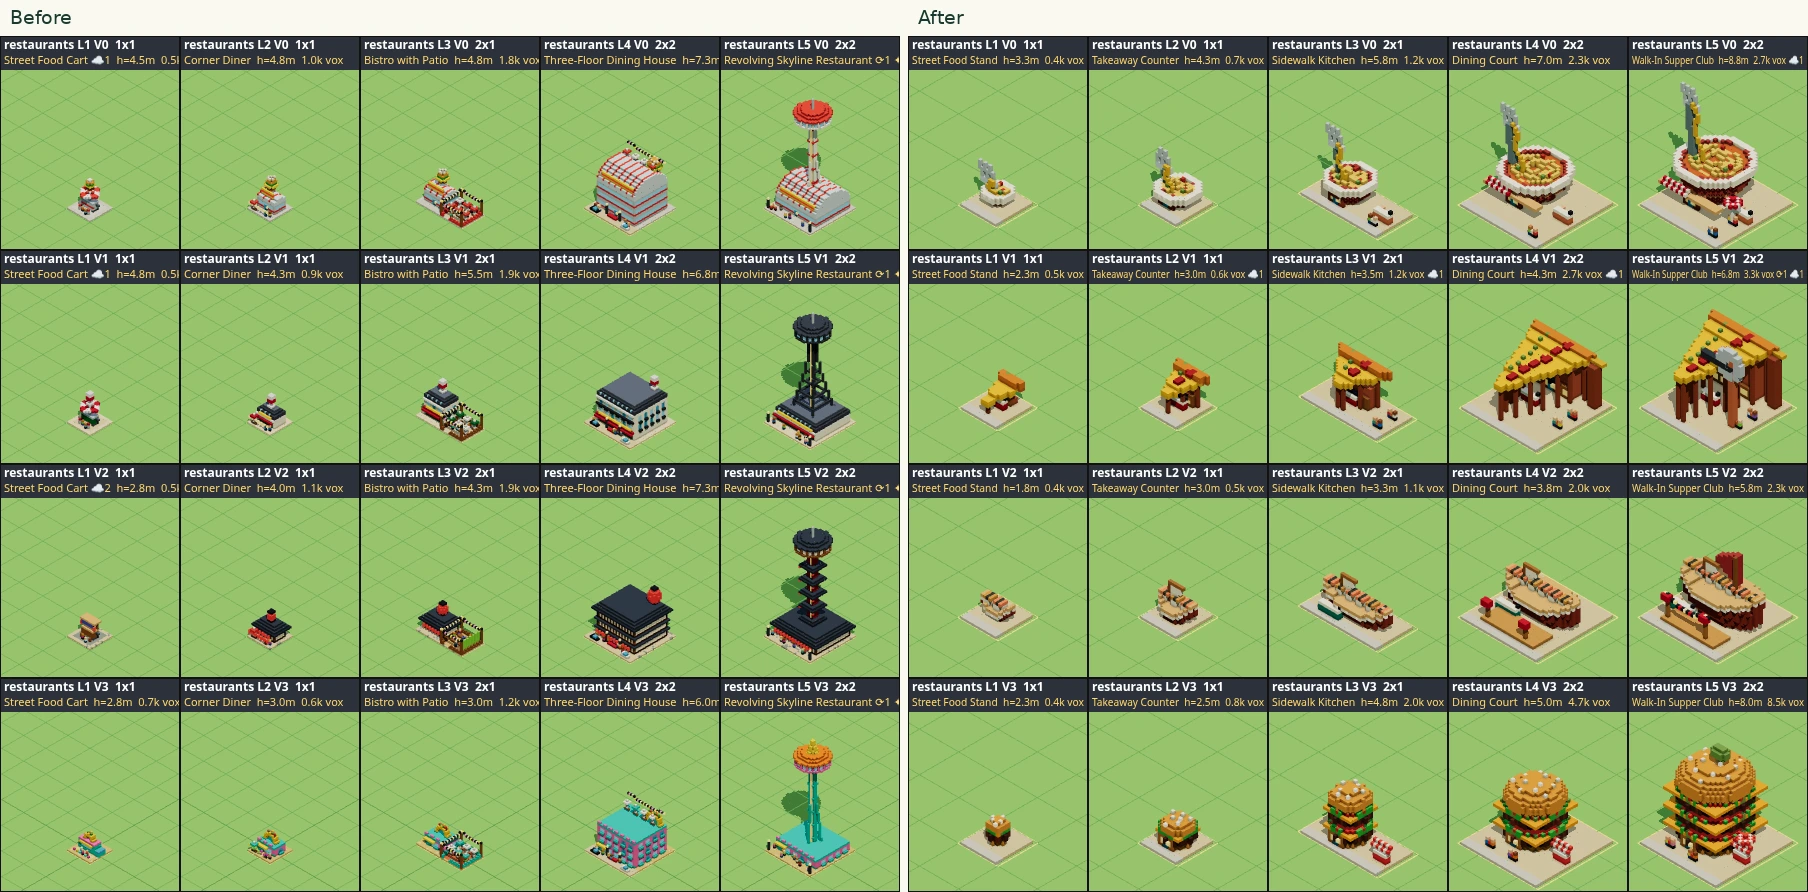 Before
After
restaurants L1 V0 1x1
Street Food Cart ☁1 h=4.5m 0.5
restaurants L2 V0 1x1
Corner Diner h=4.8m 1.0k vox
restaurants L3 V0 2x1
Bistro with Patio h=4.8m 1.8k vox
restaurants L4 V0 2x2
Three-Floor Dining House h=7.3m
restaurants L5 V0 2x2
Revolving Skyline Restaurant ⟳1
restaurants L1 V0 1x1
Street Food Stand h=3.3m 0.4k vox
restaurants L2 V0 1x1
Takeaway Counter h=4.3m 0.7k vox
restaurants L3 V0 2x1
Sidewalk Kitchen h=5.8m 1.2k vox
restaurants L4 V0 2x2
Dining Court h=7.0m 2.3k vox
restaurants L5 V0 2x2
Walk-In Supper Club h=8.8m 2.7k vox ☁1
restaurants L1 V1 1x1
Street Food Cart ☁1 h=4.8m 0.5
restaurants L2 V1 1x1
Corner Diner h=4.3m 0.9k vox
restaurants L3 V1 2x1
Bistro with Patio h=5.5m 1.9k vox
restaurants L4 V1 2x2
Three-Floor Dining House h=6.8m
restaurants L5 V1 2x2
Revolving Skyline Restaurant ⟳1
restaurants L1 V1 1x1
Street Food Stand h=2.3m 0.5k vox
restaurants L2 V1 1x1
Takeaway Counter h=3.0m 0.6k vox ☁1
restaurants L3 V1 2x1
Sidewalk Kitchen h=3.5m 1.2k vox ☁1
restaurants L4 V1 2x2
Dining Court h=4.3m 2.7k vox ☁1
restaurants L5 V1 2x2
Walk-In Supper Club h=6.8m 3.3k vox ⟳1 ☁1
restaurants L1 V2 1x1
Street Food Cart ☁2 h=2.8m 0.5
restaurants L2 V2 1x1
Corner Diner h=4.0m 1.1k vox
restaurants L3 V2 2x1
Bistro with Patio h=4.3m 1.9k vox
restaurants L4 V2 2x2
Three-Floor Dining House h=7.3m
restaurants L5 V2 2x2
Revolving Skyline Restaurant ⟳1
restaurants L1 V2 1x1
Street Food Stand h=1.8m 0.4k vox
restaurants L2 V2 1x1
Takeaway Counter h=3.0m 0.5k vox
restaurants L3 V2 2x1
Sidewalk Kitchen h=3.3m 1.1k vox
restaurants L4 V2 2x2
Dining Court h=3.8m 2.0k vox
restaurants L5 V2 2x2
Walk-In Supper Club h=5.8m 2.3k vox
restaurants L1 V3 1x1
Street Food Cart h=2.8m 0.7k vox
restaurants L2 V3 1x1
Corner Diner h=3.0m 0.6k vox
restaurants L3 V3 2x1
Bistro with Patio h=3.0m 1.2k vox
restaurants L4 V3 2x2
Three-Floor Dining House h=6.0m
restaurants L5 V3 2x2
Revolving Skyline Restaurant ⟳1
restaurants L1 V3 1x1
Street Food Stand h=2.3m 0.4k vox
restaurants L2 V3 1x1
Takeaway Counter h=2.5m 0.8k vox
restaurants L3 V3 2x1
Sidewalk Kitchen h=4.8m 2.0k vox
restaurants L4 V3 2x2
Dining Court h=5.0m 4.7k vox
restaurants L5 V3 2x2
Walk-In Supper Club h=8.0m 8.5k vox